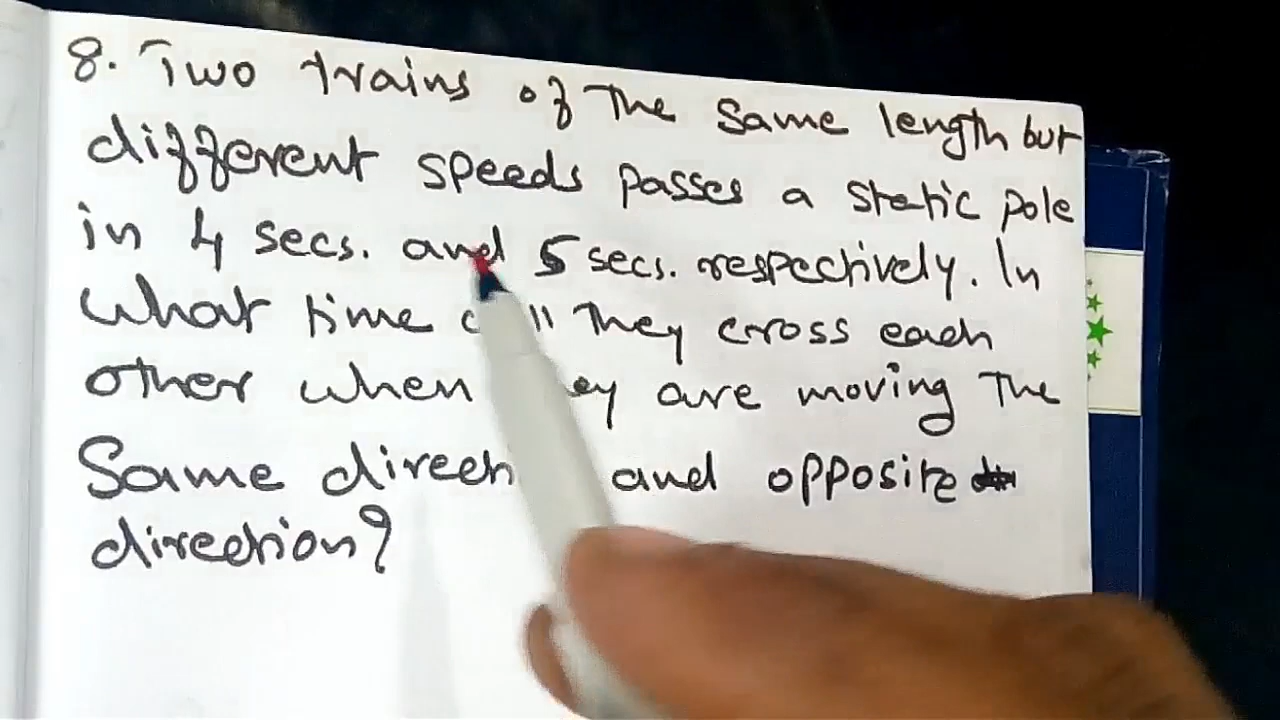 8. Two trains of the same length but
different speeds passes a static pole
in 4 secs. and 5 secs. respectively. In
what time they cross each
other when are moving the
same and opposite
direction?